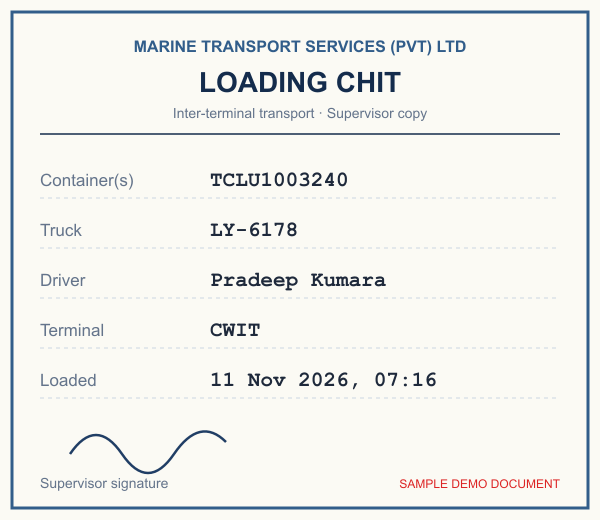 MARINE TRANSPORT SERVICES (PVT) LTD
LOADING CHIT
Inter-terminal transport · Supervisor copy
Container(s) TCLU1003240
Truck LY-6178
Driver Pradeep Kumara
Terminal CWIT
Loaded 11 Nov 2026, 07:16
Supervisor signature SAMPLE DEMO DOCUMENT